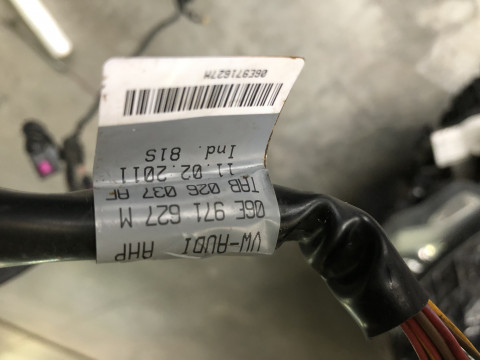 VW-AUDI AHP
06E 971 627 M
TAB 026 037 AF
11.02.2011
Ind. 81S
06E971627M